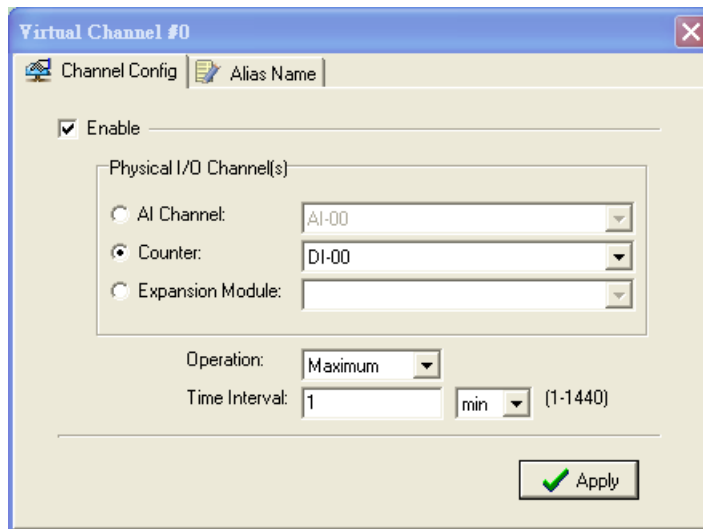 Virtual Channel #0
Channel Config Alias Name
Enable
Physical I/O Channel(s)
AI Channel: AI-00
Counter: DI-00
Expansion Module:
Operation: Maximum
Time Interval: 1 min (1-1440)
Apply